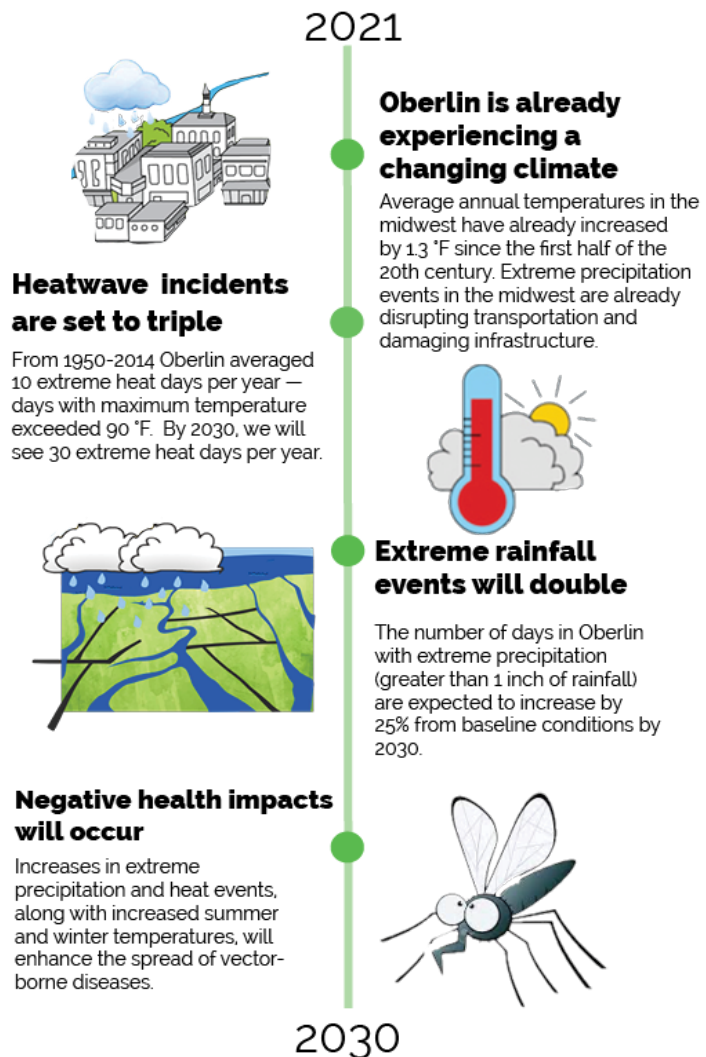 2021
Oberlin is already
experiencing a
changing climate
Average annual temperatures in the
midwest have already increased
by 1.3 °F since the first half of the
20th century. Extreme precipitation
events in the midwest are already
disrupting transportation and
damaging infrastructure.
Heatwave incidents
are set to triple
From 1950-2014 Oberlin averaged
10 extreme heat days per year —
days with maximum temperature
exceeded 90 °F. By 2030, we will
see 30 extreme heat days per year.
Extreme rainfall
events will double
The number of days in Oberlin
with extreme precipitation
(greater than 1 inch of rainfall)
are expected to increase by
25% from baseline conditions by
2030.
Negative health impacts
will occur
Increases in extreme
precipitation and heat events,
along with increased summer
and winter temperatures, will
enhance the spread of vector-
borne diseases.
2030